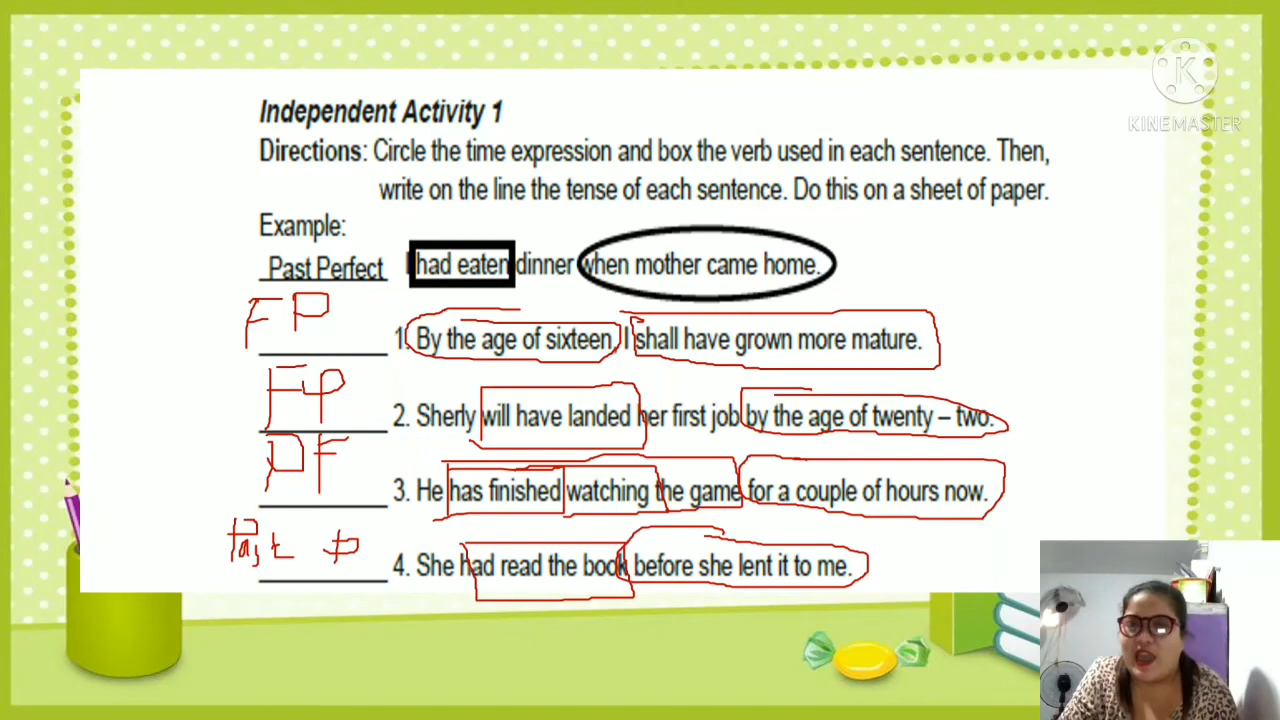 K
KINEMASTER
Independent Activity 1
Directions: Circle the time expression and box the verb used in each sentence. Then,
write on the line the tense of each sentence. Do this on a sheet of paper.
Example:
Past Perfect I had eaten dinner when mother came home.
FP
1. By the age of sixteen, I shall have grown more mature.
FP
2. Sherly will have landed her first job by the age of twenty – two.
PF
3. He has finished watching the game for a couple of hours now.
Past p
4. She had read the book before she lent it to me.